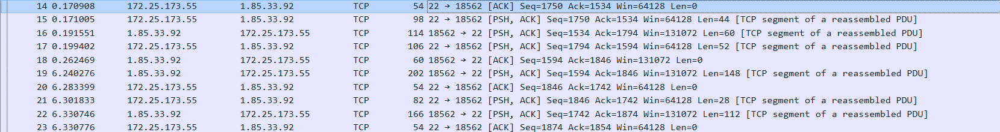 14 0.170908 172.25.173.55 1.85.33.92 TCP 54 22 → 18562 [ACK] Seq=1750 Ack=1534 Win=64128 Len=0
15 0.171005 172.25.173.55 1.85.33.92 TCP 98 22 → 18562 [PSH, ACK] Seq=1750 Ack=1534 Win=64128 Len=44 [TCP segment of a reassembled PDU]
16 0.191551 1.85.33.92 172.25.173.55 TCP 114 18562 → 22 [PSH, ACK] Seq=1534 Ack=1794 Win=131072 Len=60 [TCP segment of a reassembled PDU]
17 0.199402 172.25.173.55 1.85.33.92 TCP 106 22 → 18562 [PSH, ACK] Seq=1794 Ack=1594 Win=64128 Len=52 [TCP segment of a reassembled PDU]
18 0.262469 1.85.33.92 172.25.173.55 TCP 60 18562 → 22 [ACK] Seq=1594 Ack=1846 Win=131072 Len=0
19 6.240276 1.85.33.92 172.25.173.55 TCP 202 18562 → 22 [PSH, ACK] Seq=1594 Ack=1846 Win=131072 Len=148 [TCP segment of a reassembled PDU]
20 6.283399 172.25.173.55 1.85.33.92 TCP 54 22 → 18562 [ACK] Seq=1846 Ack=1742 Win=64128 Len=0
21 6.301833 172.25.173.55 1.85.33.92 TCP 82 22 → 18562 [PSH, ACK] Seq=1846 Ack=1742 Win=64128 Len=28 [TCP segment of a reassembled PDU]
22 6.330746 1.85.33.92 172.25.173.55 TCP 166 18562 → 22 [PSH, ACK] Seq=1742 Ack=1874 Win=131072 Len=112 [TCP segment of a reassembled PDU]
23 6.330776 172.25.173.55 1.85.33.92 TCP 54 22 → 18562 [ACK] Seq=1874 Ack=1854 Win=64128 Len=0